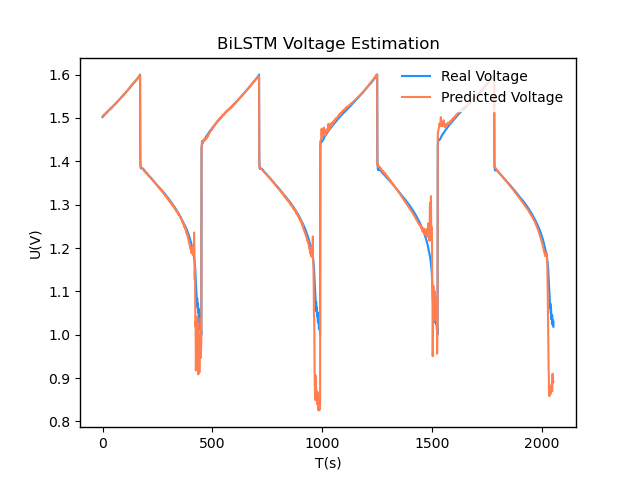 BiLSTM Voltage Estimation
Real Voltage
Predicted Voltage
U(V)
1.6
1.5
1.4
1.3
1.2
1.1
1.0
0.9
0.8
0
500
1000
1500
2000
T(s)